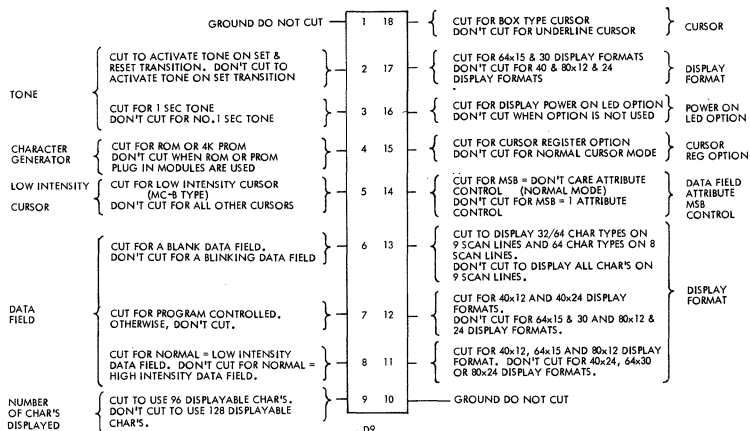 GROUND DO NOT CUT
1 18
CUT FOR BOX TYPE CURSOR
DON'T CUT FOR UNDERLINE CURSOR
CURSOR
TONE
CUT TO ACTIVATE TONE ON SET &
RESET TRANSITION. DON'T CUT TO
ACTIVATE TONE ON SET TRANSITION
2 17
CUT FOR 64x15 & 30 DISPLAY FORMATS
DON'T CUT FOR 40 & 80x12 & 24
DISPLAY FORMATS
DISPLAY
FORMAT
CUT FOR 1 SEC TONE
DON'T CUT FOR NO.1 SEC TONE
3 16
CUT FOR DISPLAY POWER ON LED OPTION
DON'T CUT WHEN OPTION IS NOT USED
POWER ON
LED OPTION
CHARACTER
GENERATOR
CUT FOR ROM OR 4K PROM
DON'T CUT WHEN ROM OR PROM
PLUG IN MODULES ARE USED
4 15
CUT FOR CURSOR REGISTER OPTION
DON'T CUT FOR NORMAL CURSOR MODE
CURSOR
REG OPTION
LOW INTENSITY
CURSOR
CUT FOR LOW INTENSITY CURSOR
(MC-B TYPE)
DON'T CUT FOR ALL OTHER CURSORS
5 14
CUT FOR MSB = DON'T CARE ATTRIBUTE
CONTROL (NORMAL MODE)
DON'T CUT FOR MSB = 1 ATTRIBUTE
CONTROL
DATA FIELD
ATTRIBUTE
MSB
CONTROL
DATA
FIELD
CUT FOR A BLANK DATA FIELD.
DON'T CUT FOR A BLINKING DATA FIELD
6 13
CUT TO DISPLAY 32/64 CHAR TYPES ON
9 SCAN LINES AND 64 CHAR TYPES ON 8
SCAN LINES.
DON'T CUT TO DISPLAY ALL CHAR'S ON
9 SCAN LINES.
DISPLAY
FORMAT
CUT FOR PROGRAM CONTROLLED.
OTHERWISE, DON'T CUT.
7 12
CUT FOR 40x12 AND 40x24 DISPLAY
FORMATS.
DON'T CUT FOR 64x15 & 30 AND 80x12 &
24 DISPLAY FORMATS.
CUT FOR NORMAL = LOW INTENSITY
DATA FIELD. DON'T CUT FOR NORMAL =
HIGH INTENSITY DATA FIELD.
8 11
CUT FOR 40x12, 64x15 AND 80x12 DISPLAY
FORMAT. DON'T CUT FOR 40x24, 64x30
OR 80x24 DISPLAY FORMATS.
NUMBER
OF CHAR'S
DISPLAYED
CUT TO USE 96 DISPLAYABLE CHAR'S.
DON'T CUT TO USE 128 DISPLAYABLE
CHAR'S.
9 10
GROUND DO NOT CUT
D9